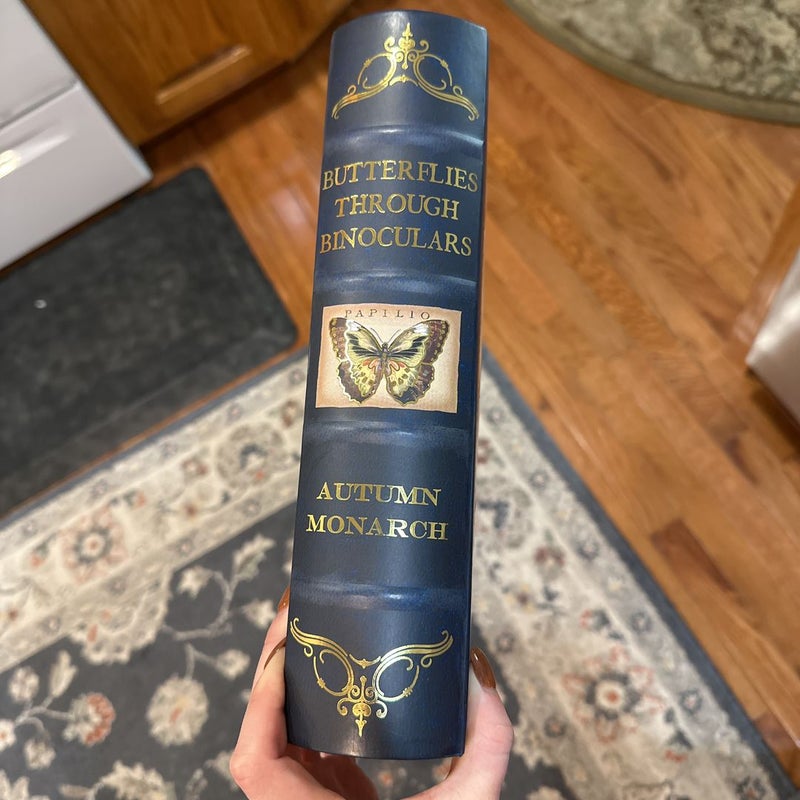 BUTTERFLIES
THROUGH
BINOCULARS
PAPILIO
AUTUMN
MONARCH